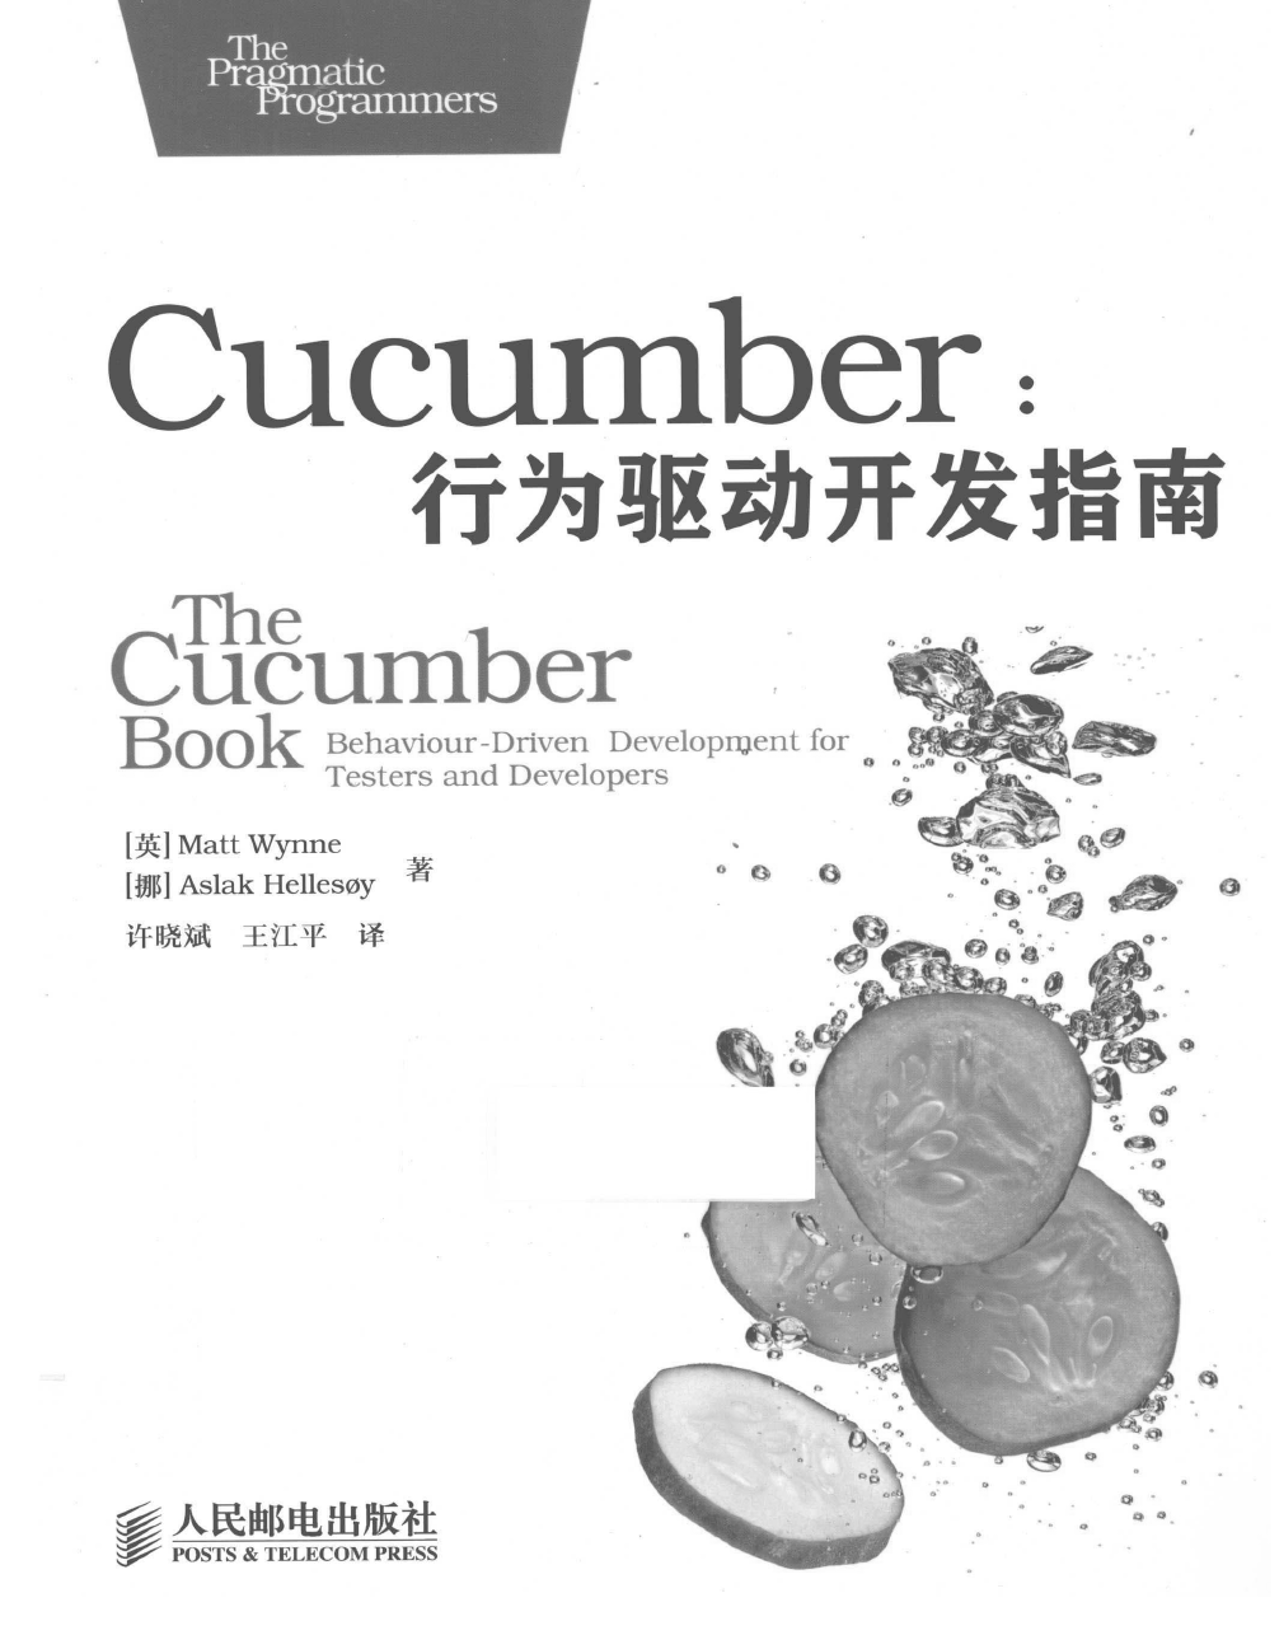 The
Pragmatic
Programmers
Cucumber:
行为驱动开发指南
The
Cucumber
Book
Behaviour-Driven Development for
Testers and Developers
[英] Matt Wynne
[挪] Aslak Hellesøy 著
许晓斌 王江平 译
人民邮电出版社
POSTS & TELECOM PRESS